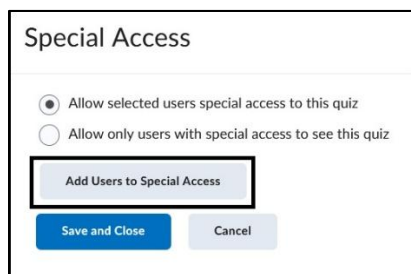 Special Access
Allow selected users special access to this quiz
Allow only users with special access to see this quiz
Add Users to Special Access
Save and Close Cancel